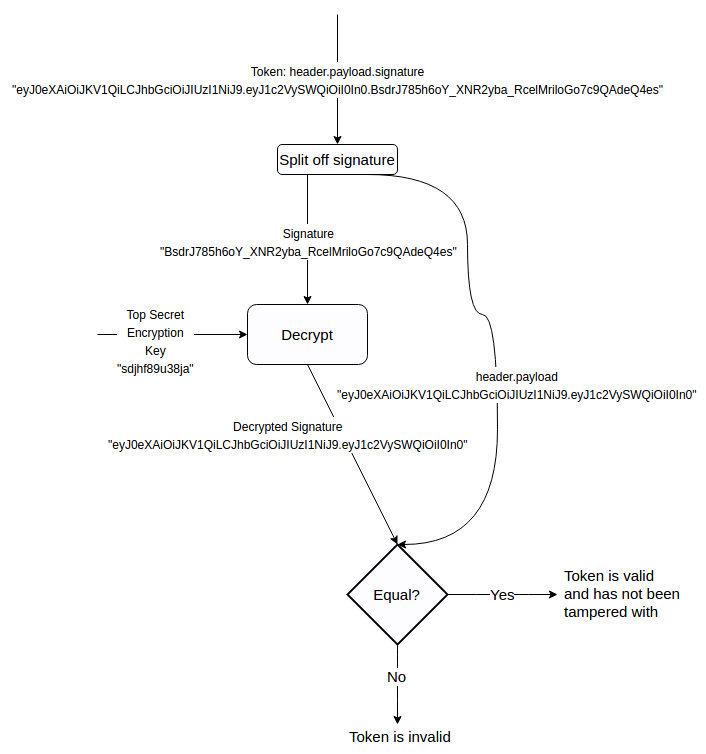 Token: header.payload.signature
"eyJ0eXAiOiJKV1QiLCJhbGciOiJIUzI1NiJ9.eyJ1c2VySWQiOiI0In0.BsdrJ785h6oY_XNR2yba_RcelMriloGo7c9QAdeQ4es"
Split off signature
Signature
"BsdrJ785h6oY_XNR2yba_RcelMriloGo7c9QAdeQ4es"
Top Secret
Encryption
Key
"sdjhf89u38ja"
Decrypt
header.payload
"eyJ0eXAiOiJKV1QiLCJhbGciOiJIUzI1NiJ9.eyJ1c2VySWQiOiI0In0"
Decrypted Signature
"eyJ0eXAiOiJKV1QiLCJhbGciOiJIUzI1NiJ9.eyJ1c2VySWQiOiI0In0"
Equal?
Yes
Token is valid
and has not been
tampered with
No
Token is invalid